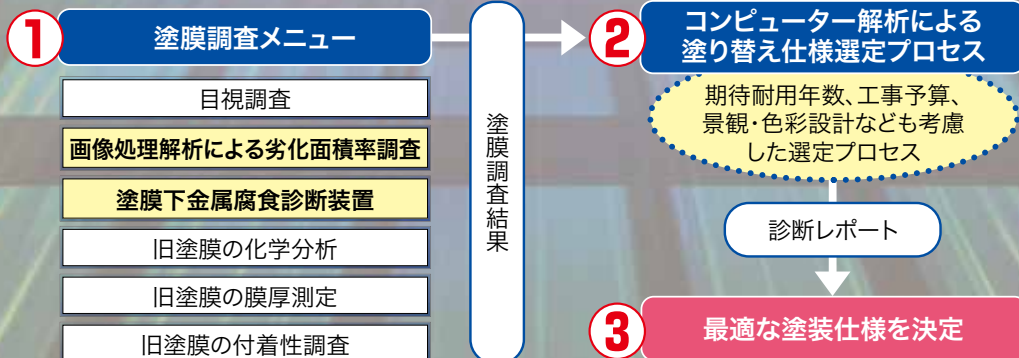 ①
塗膜調査メニュー
目視調査
画像処理解析による劣化面積率調査
塗膜下金属腐食診断装置
旧塗膜の化学分析
旧塗膜の膜厚測定
旧塗膜の付着性調査
塗膜調査結果
②
コンピューター解析による
塗り替え仕様選定プロセス
期待耐用年数、工事予算、
景観・色彩設計なども考慮
した選定プロセス
診断レポート
③
最適な塗装仕様を決定